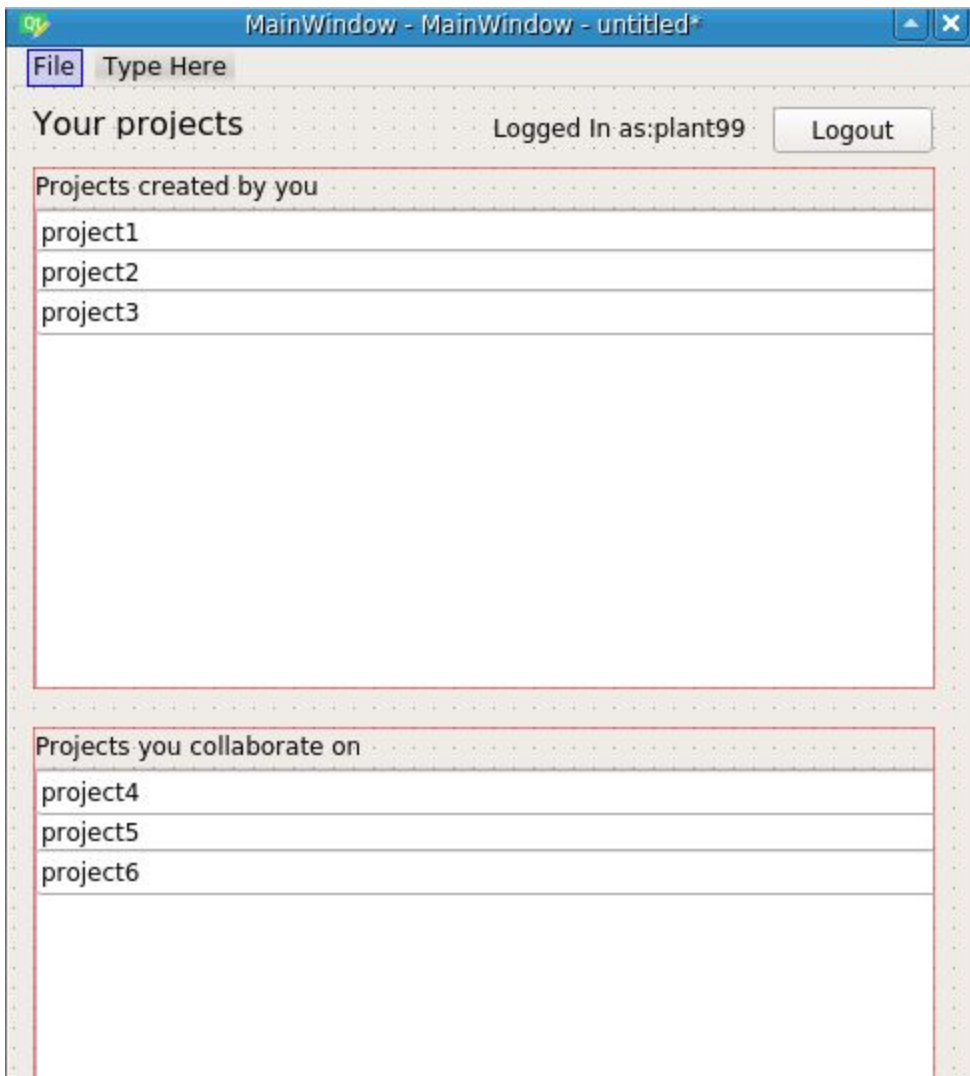 MainWindow - MainWindow - untitled*
File Type Here
Your projects Logged In as:plant99 Logout
Projects created by you
project1
project2
project3
Projects you collaborate on
project4
project5
project6